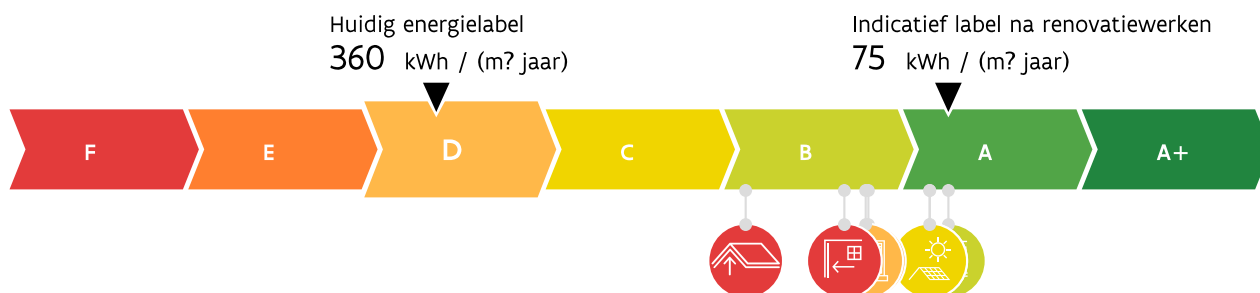 Huidig energielabel
360 kWh / (m? jaar)
Indicatief label na renovatiewerken
75 kWh / (m? jaar)
F E D C B A A+